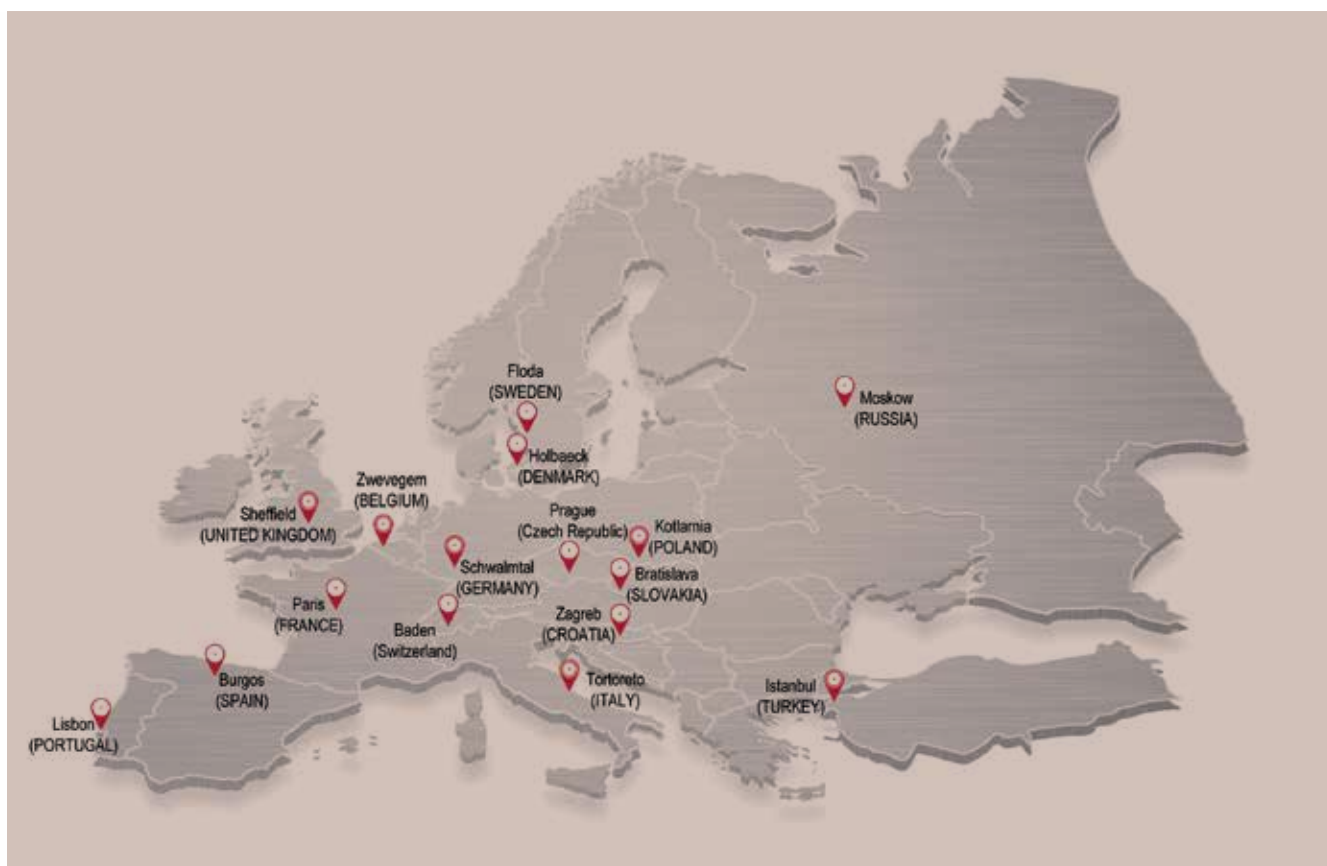 Floda
(SWEDEN)
Moskow
(RUSSIA)
Holbaeck
(DENMARK)
Zwevegem
(BELGIUM)
Sheffield
(UNITED KINGDOM)
Prague
(Czech Republic)
Kotlarnia
(POLAND)
Schwalmtal
(GERMANY)
Bratislava
(SLOVAKIA)
Paris
(FRANCE)
Baden
(Switzerland)
Zagreb
(CROATIA)
Burgos
(SPAIN)
Tortoreto
(ITALY)
Istanbul
(TURKEY)
Lisbon
(PORTUGAL)